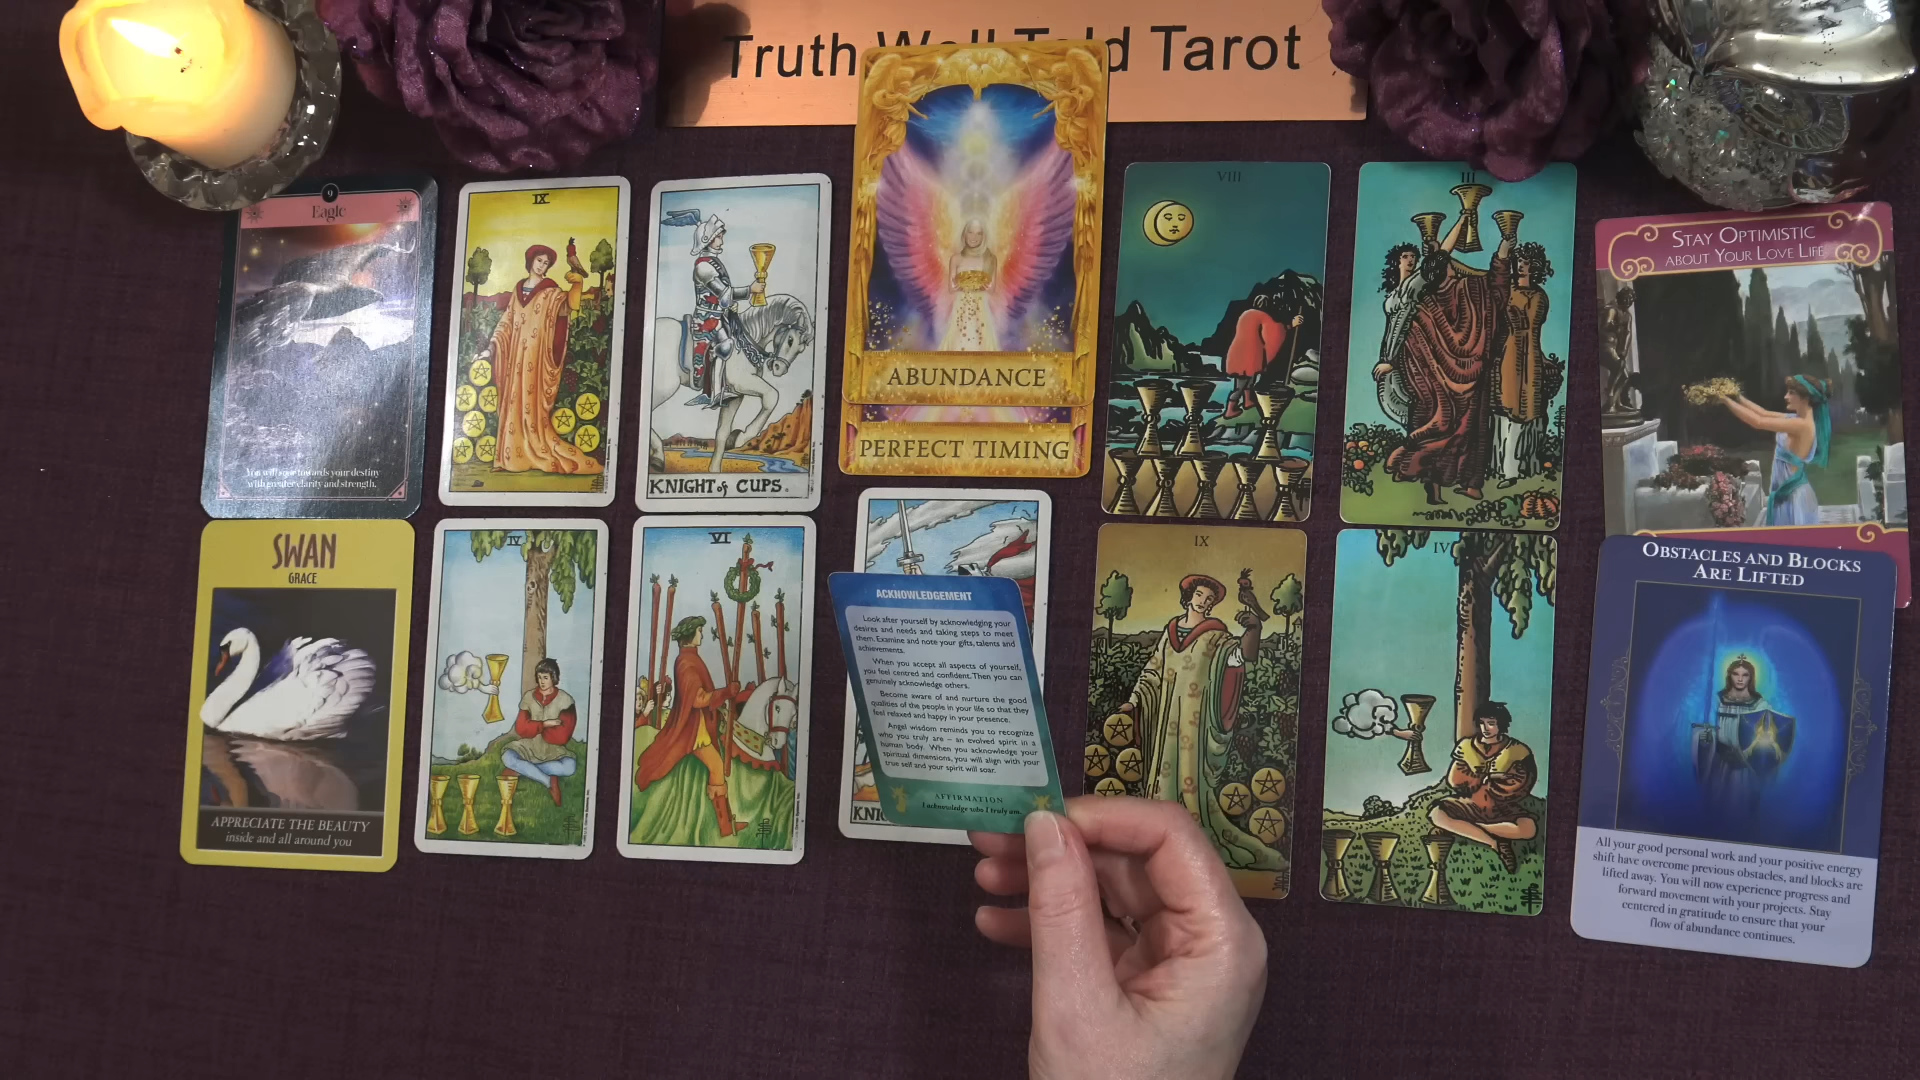 Truth Well Told Tarot
9
Eagle
You will soar towards your destiny
with greater clarity and strength.
IX
KNIGHT of CUPS.
ABUNDANCE
PERFECT TIMING
VIII
III
STAY OPTIMISTIC
ABOUT YOUR LOVE LIFE
SWAN
GRACE
APPRECIATE THE BEAUTY
inside and all around you
IV
VI
KNIG
ACKNOWLEDGEMENT
Look after yourself by acknowledging your
desires and needs and taking steps to meet
them. Examine and note your gifts, talents and
achievements.
When you accept all aspects of yourself,
you feel centred and confident. Then you can
genuinely acknowledge others.
Become aware of and nurture the good
qualities of the people in your life so that they
feel relaxed and happy in your presence.
Angel wisdom reminds you to recognize
who you truly are – an evolved spirit in a
human body. When you acknowledge your
spiritual dimensions, you will align with your
true self and your spirit will soar.
AFFIRMATION
I acknowledge who I truly am.
IX
IV
OBSTACLES AND BLOCKS
ARE LIFTED
All your good personal work and your positive energy
shift have overcome previous obstacles, and blocks are
lifted away. You will now experience progress and
forward movement with your projects. Stay
centered in gratitude to ensure that your
flow of abundance continues.